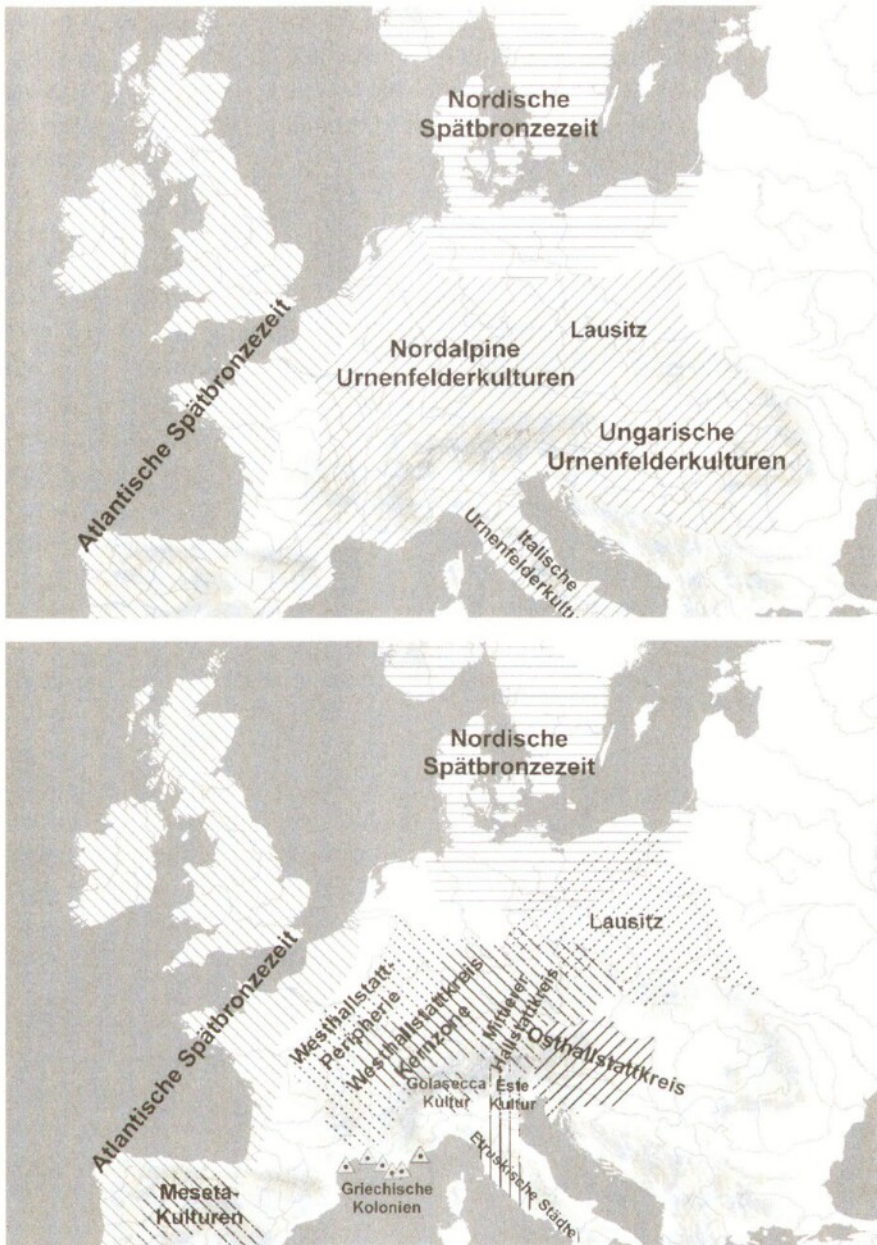 Nordische
Spätbronzezeit
Atlantische Spätbronzezeit
Nordalpine
Urnenfelderkulturen
Lausitz
Ungarische
Urnenfelderkulturen
Italische
Urnenfelderkultu
Nordische
Spätbronzezeit
Lausitz
Atlantische Spätbronzezeit
Westhallstatt-
Peripherie
Westhallstattkreis
Kernzone
Mittlerer
Hallstattkreis
Osthallstattkreis
Golasecca
Kultur
Este
Kultur
Griechische
Kolonien
Etruskische Städte
Meseta-
Kulturen